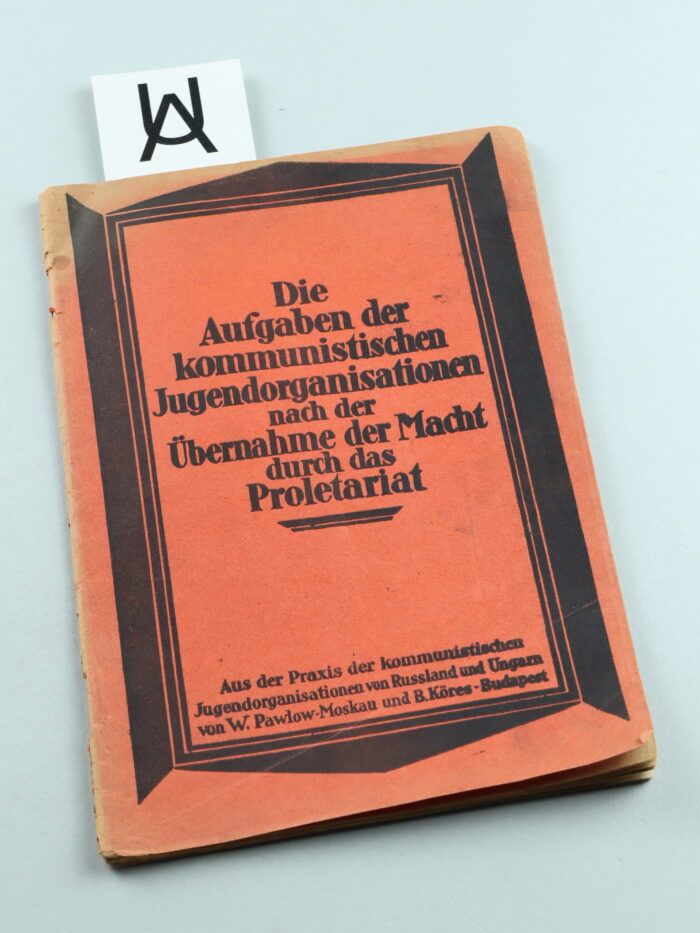 WA
Die
Aufgaben der
kommunistischen
Jugendorganisationen
nach der
Übernahme der Macht
durch das
Proletariat
Aus der Praxis der kommunistischen
Jugendorganisationen von Russland und Ungarn
von W. Pawlow-Moskau und B. Köres-Budapest